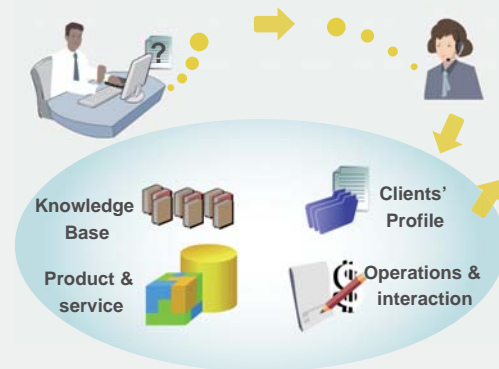 ?
Knowledge
Base
Clients'
Profile
Product &
service
$
Operations &
interaction